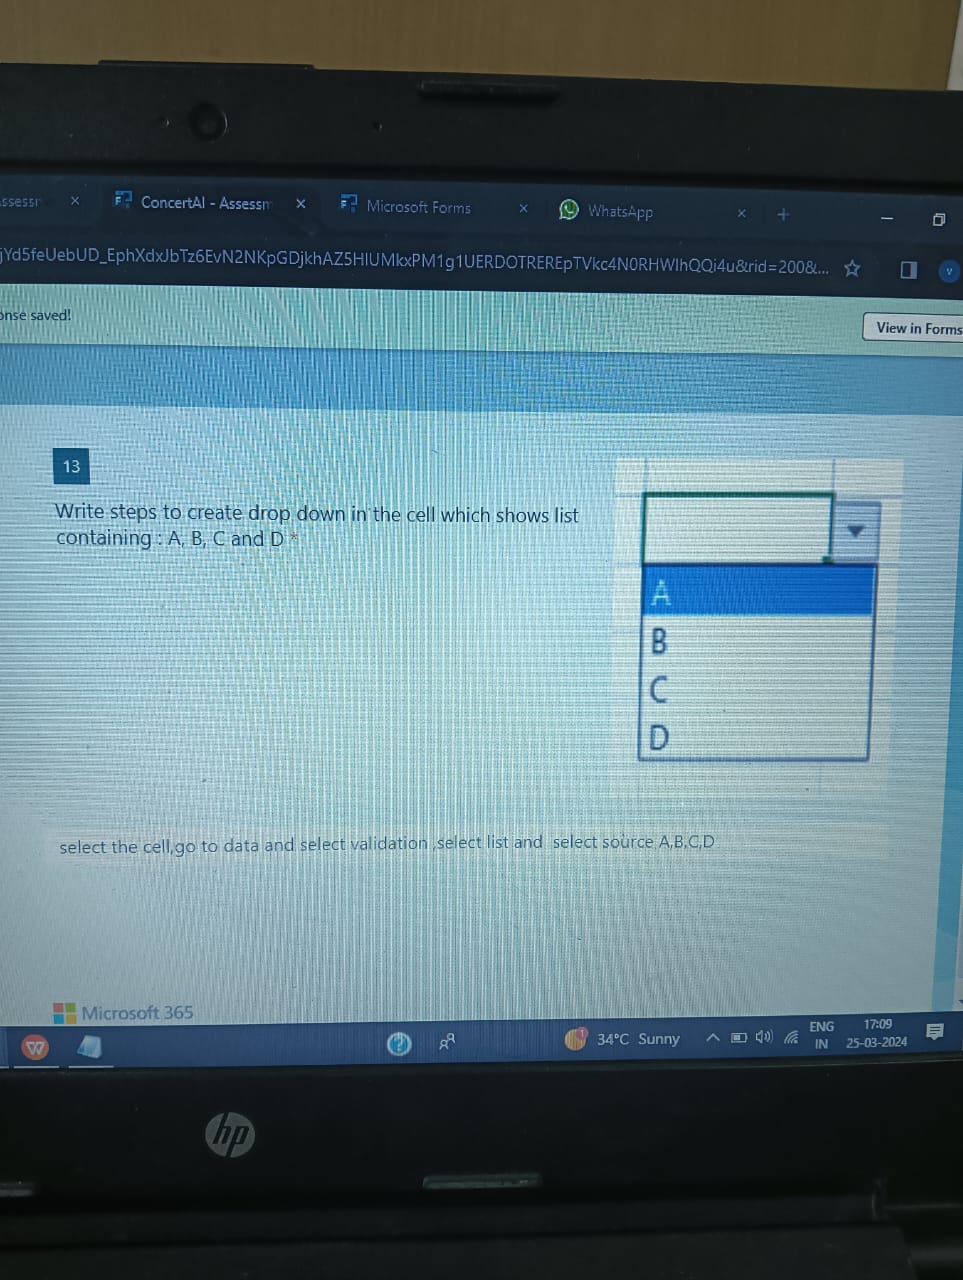 ConcertAI - Assessm
Microsoft Forms
WhatsApp
jYd5feUebUD_EphXdxJbTz6EvN2NKpGDjkhAZ5HIUMkxPM1g1UERDOTREREpTVkc4N0RHWlhQQi4u&rid=200&...
v
onse saved!
View in Forms
13
Write steps to create drop down in the cell which shows list
containing : A, B, C and D *
A
B
C
D
select the cell,go to data and select validation ,select list and select source A,B,C,D
Microsoft 365
W
?
1
34°C Sunny
ENG
IN
17:09
25-03-2024
hp